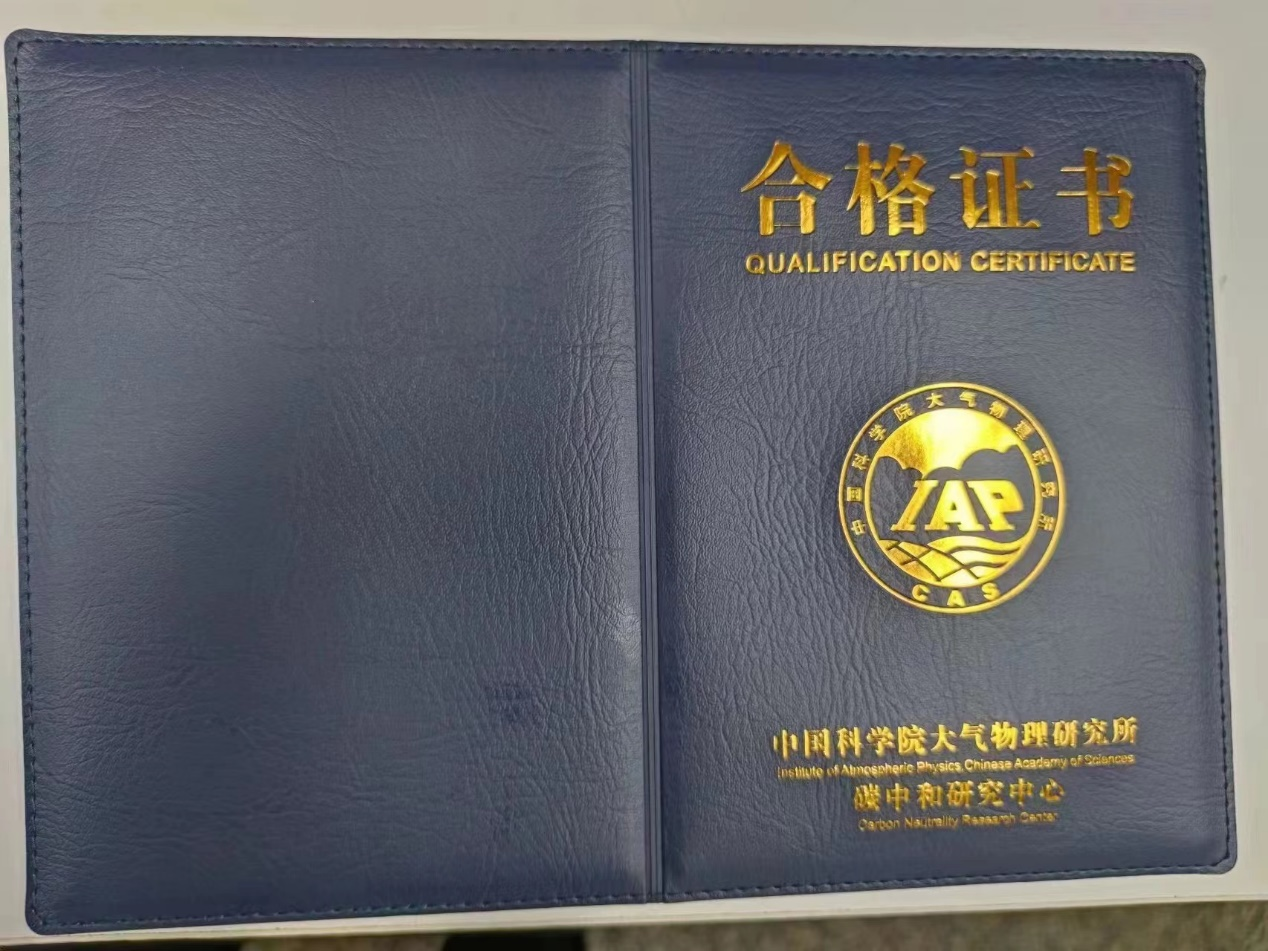 合格证书
QUALIFICATION CERTIFICATE
中国科学院大气物理研究所
IAP
CAS
中国科学院大气物理研究所
Institute of Atmospheric Physics,Chinese Academy of Sciences
碳中和研究中心
Carbon Neutrality Research Center